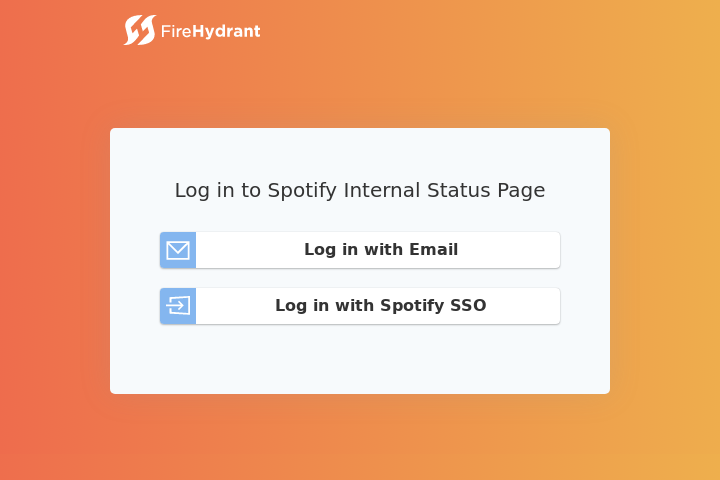 FireHydrant
Log in to Spotify Internal Status Page
Log in with Email
Log in with Spotify SSO